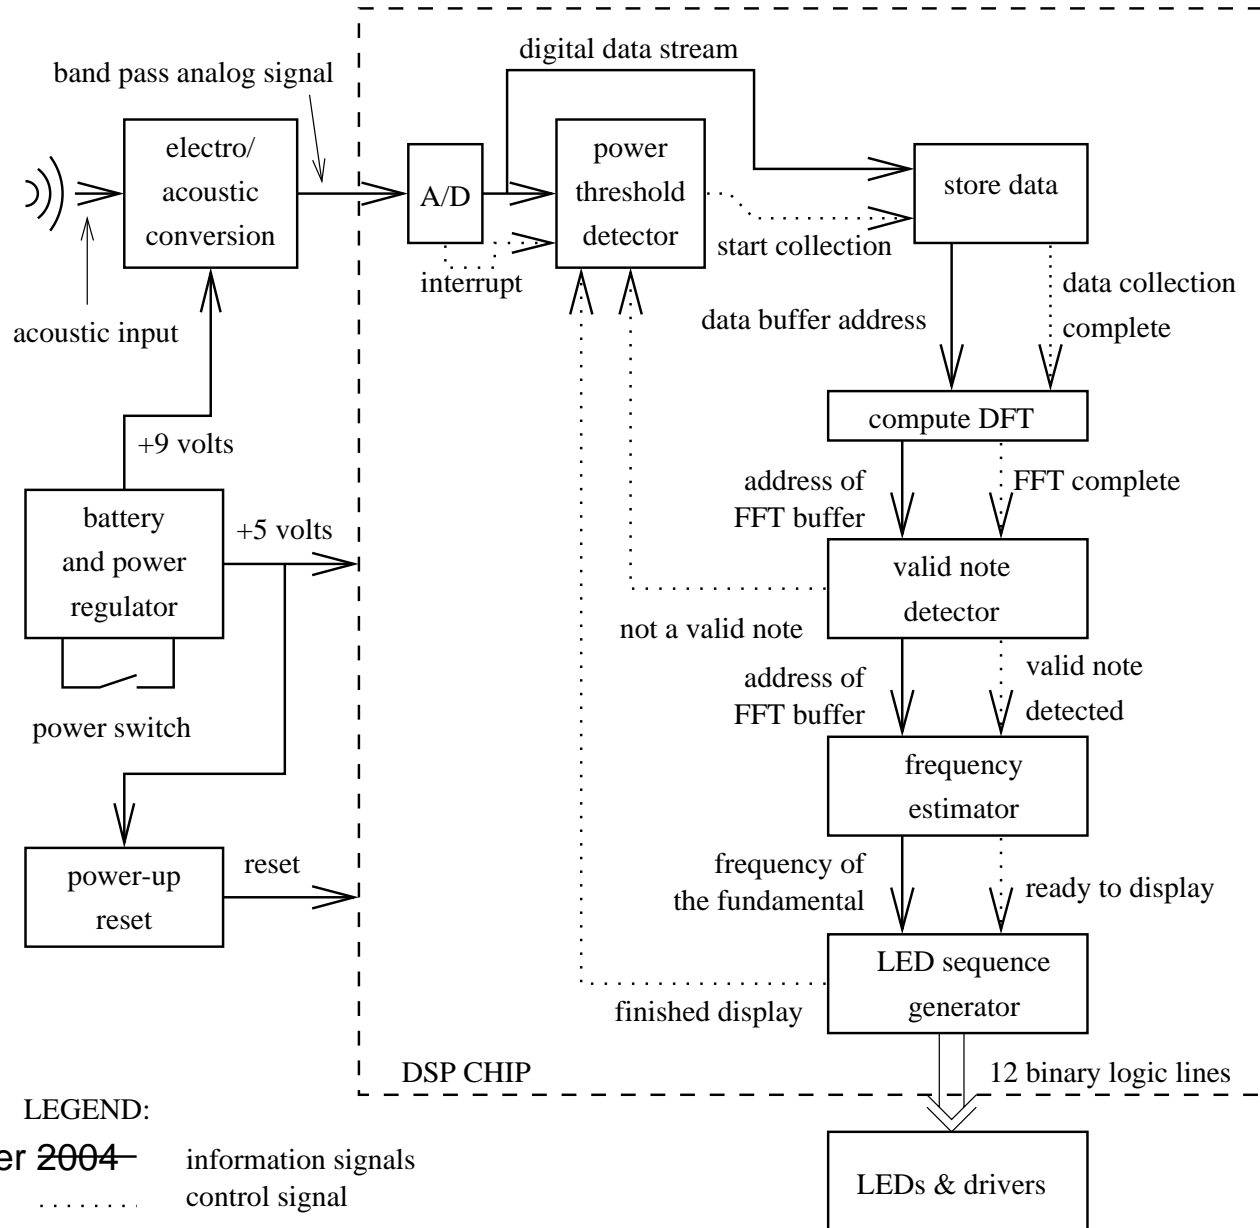 digital data stream
band pass analog signal
electro/
acoustic
conversion
A/D
power
threshold
detector
store data
start collection
interrupt
acoustic input
data buffer address
data collection
complete
compute DFT
+9 volts
address of
FFT buffer
FFT complete
battery
and power
regulator
+5 volts
valid note
detector
not a valid note
power switch
address of
FFT buffer
valid note
detected
frequency
estimator
power-up
reset
reset
frequency of
the fundamental
ready to display
LED sequence
generator
finished display
DSP CHIP
12 binary logic lines
LEGEND:
er 2004
information signals
control signal
LEDs & drivers